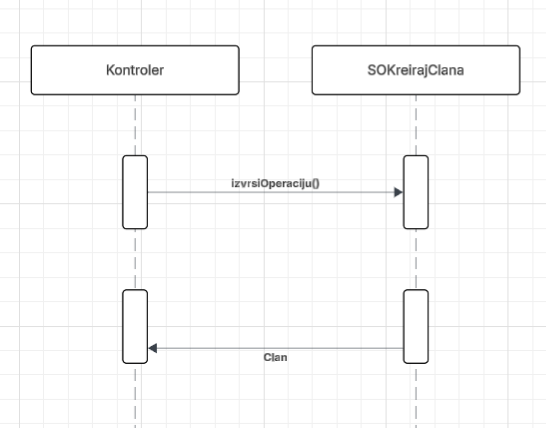 Kontroler
SOKreirajClana
izvrsiOperaciju()
Clan